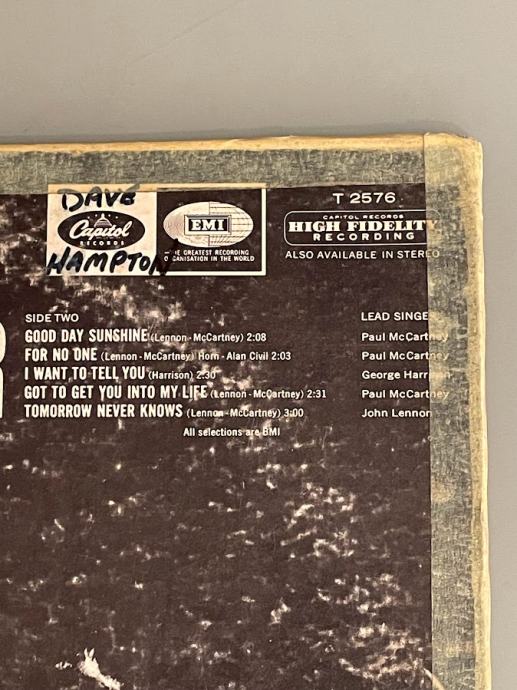 DAVE
Capitol
RECORDS
HAMPTON
EMI
THE GREATEST RECORDING
ORGANISATION IN THE WORLD
T 2576
CAPITOL RECORDS
HIGH FIDELITY
RECORDING
ALSO AVAILABLE IN STEREO
SIDE TWO LEAD SINGER
GOOD DAY SUNSHINE (Lennon-McCartney) 2:08 Paul McCartney
FOR NO ONE (Lennon-McCartney) Horn-Alan Civil 2:03 Paul McCartney
I WANT TO TELL YOU (Harrison) 2:30 George Harrison
GOT TO GET YOU INTO MY LIFE (Lennon-McCartney) 2:31 Paul McCartney
TOMORROW NEVER KNOWS (Lennon-McCartney) 3:00 John Lennon
All selections are BMI